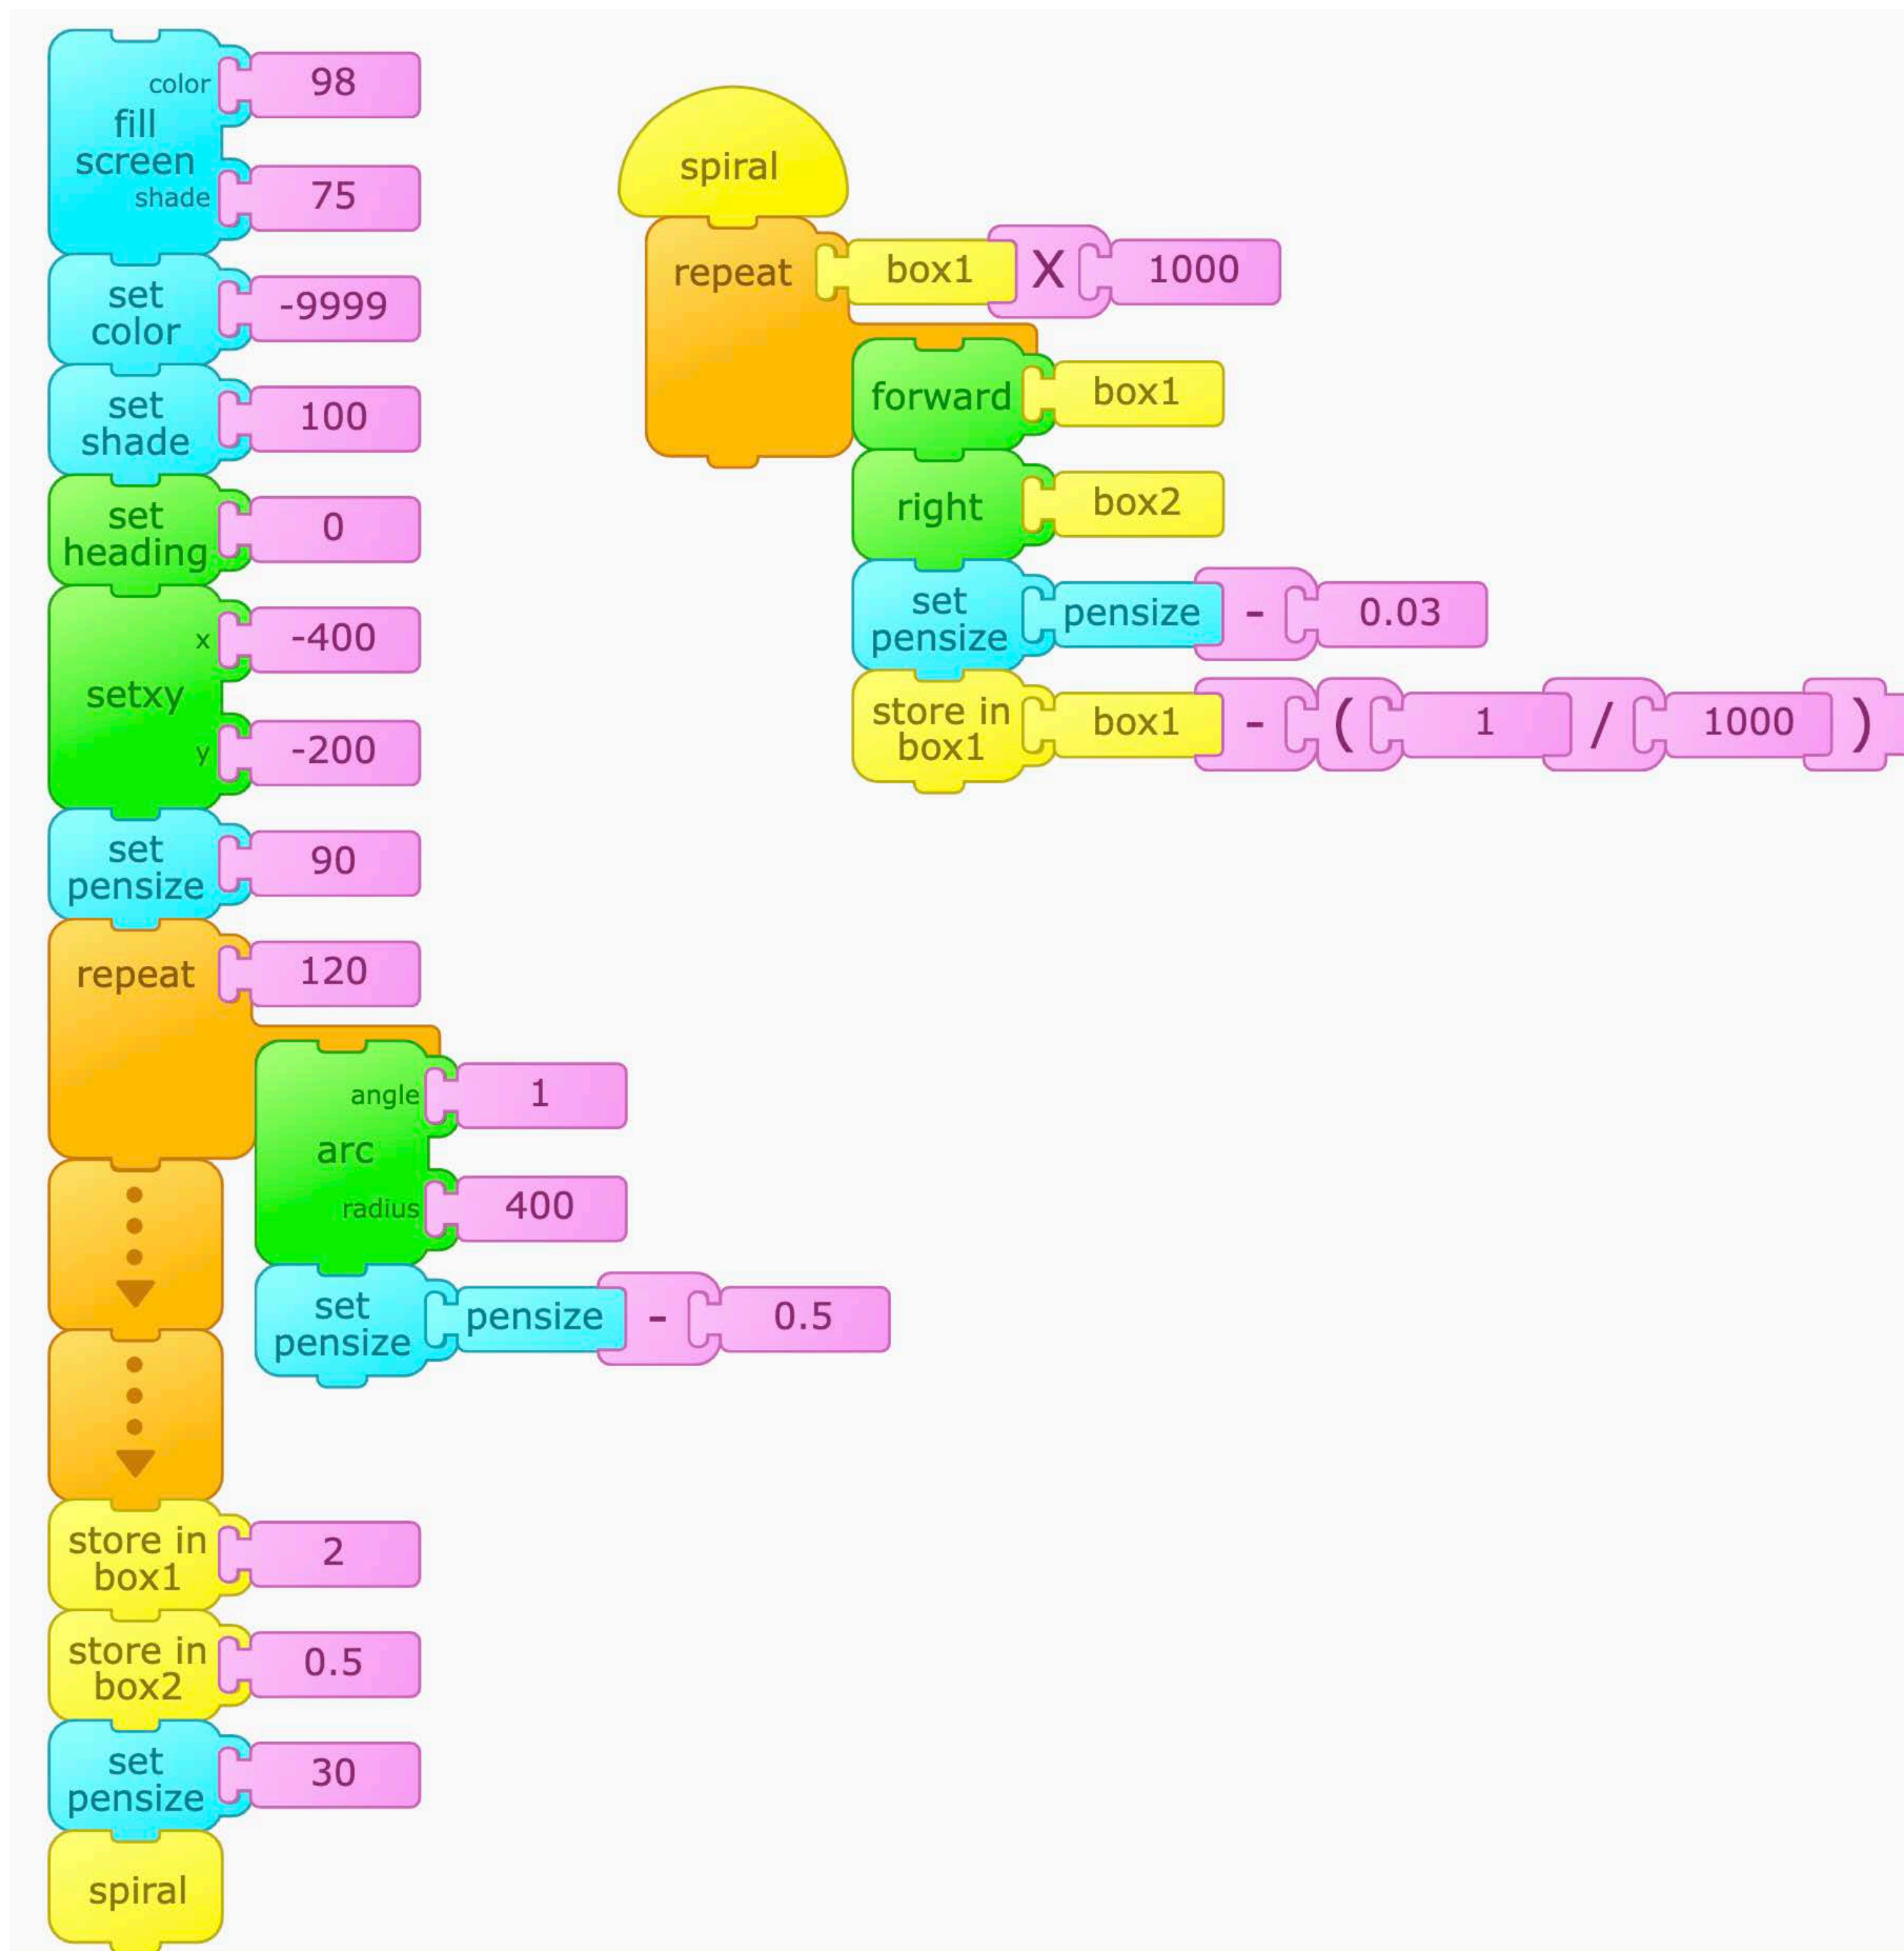 color 98
fill
screen
shade 75
set
color -9999
set
shade 100
set
heading 0
x -400
setxy
y -200
set
pensize 90
repeat 120
angle 1
arc
radius 400
set
pensize pensize - 0.5
store in
box1 2
store in
box2 0.5
set
pensize 30
spiral
spiral
repeat box1 X 1000
forward box1
right box2
set
pensize pensize - 0.03
store in
box1 box1 - ( 1 / 1000 )